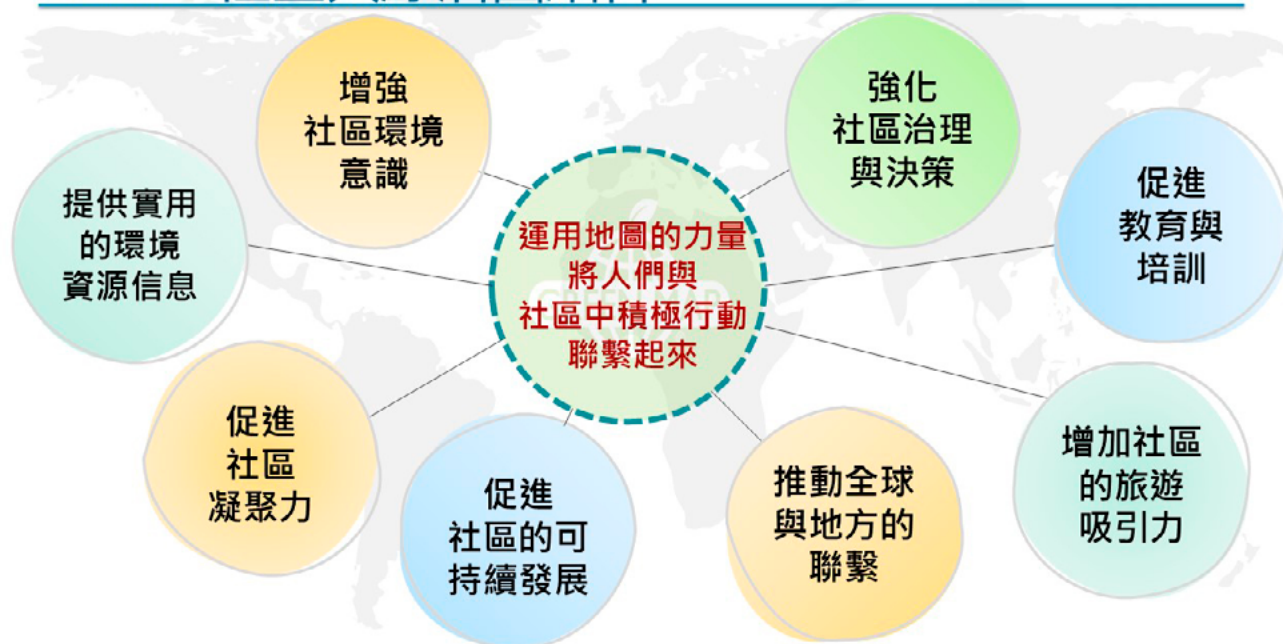 增強
社區環境
意識
強化
社區治理
與決策
提供實用
的環境
資源信息
促進
教育與
培訓
運用地圖的力量
將人們與
社區中積極行動
聯繫起來
促進
社區
凝聚力
促進
社區的可
持續發展
推動全球
與地方的
聯繫
增加社區
的旅遊
吸引力